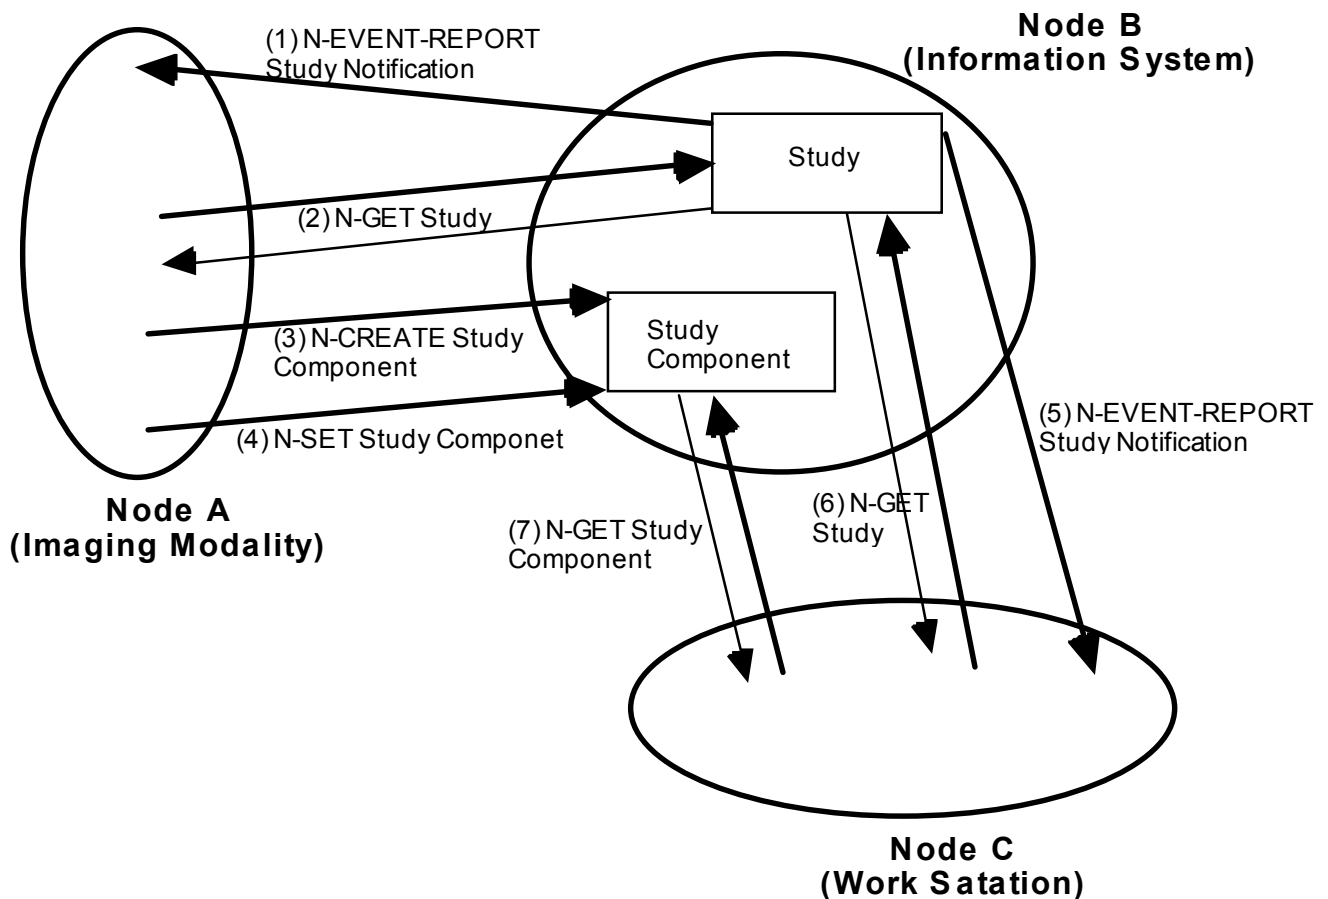 (1) N-EVENT-REPORT
Study Notification
Node B
(Information System)
Study
(2) N-GET Study
(3) N-CREATE Study
Component
Study
Component
(4) N-SET Study Componet
(5) N-EVENT-REPORT
Study Notification
Node A
(Imaging Modality)
(6) N-GET
Study
(7) N-GET Study
Component
Node C
(Work Satation)